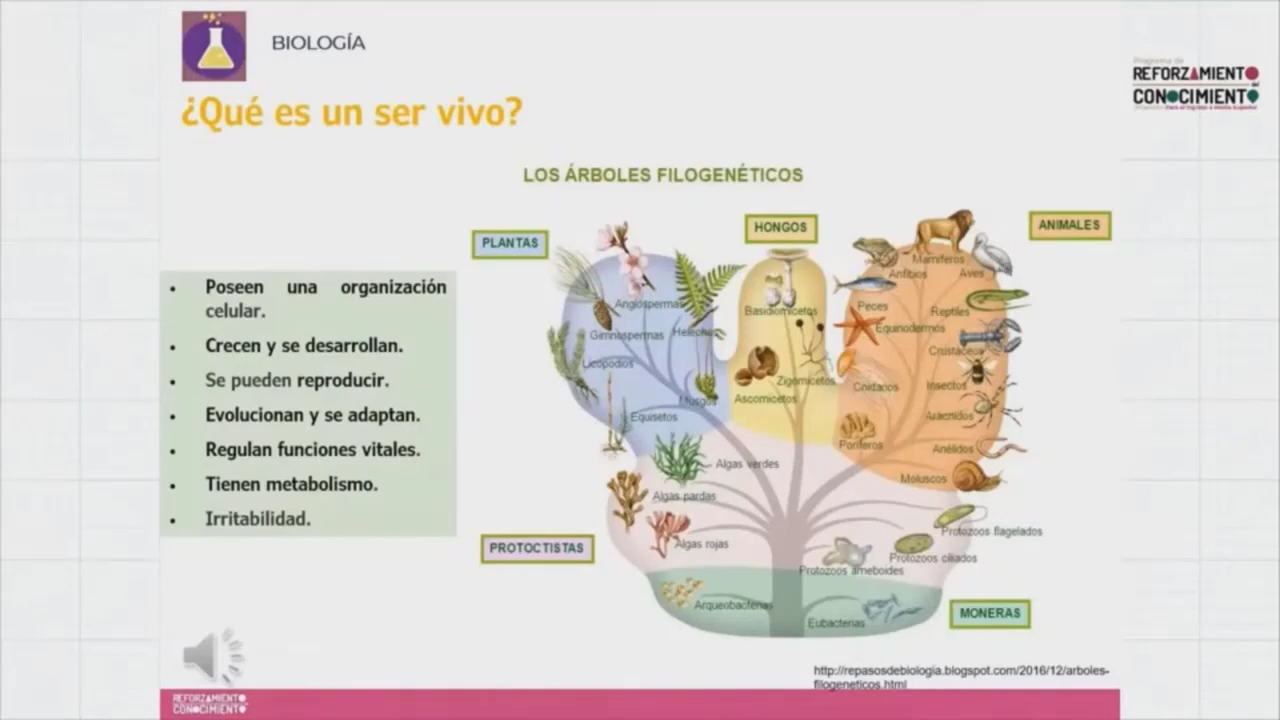 BIOLOGÍA
Programa de
REFORZAMIENTO
del
CONOCIMIENTO
¿Qué es un ser vivo?
LOS ÁRBOLES FILOGENÉTICOS
PLANTAS
HONGOS
ANIMALES
• Poseen una organización
celular.
• Crecen y se desarrollan.
• Se pueden reproducir.
• Evolucionan y se adaptan.
• Regulan funciones vitales.
• Tienen metabolismo.
• Irritabilidad.
Angiospermas
Gimnospermas
Helechos
Licopodios
Musgos
Equisetos
Basidiomicetos
Zigomicetos
Ascomicetos
Mamíferos
Anfibios
Aves
Peces
Reptiles
Equinodermos
Crustáceos
Cnidarios
Insectos
Arácnidos
Poríferos
Anélidos
Moluscos
Algas verdes
Algas pardas
Algas rojas
Protozoos flagelados
Protozoos ciliados
Protozoos ameboides
PROTOCTISTAS
Arqueobacterias
Eubacterias
MONERAS
http://repasosdebiologia.blogspot.com/2016/12/arboles-
filogeneticos.html
REFORZAMIENTO
CONOCIMIENTO